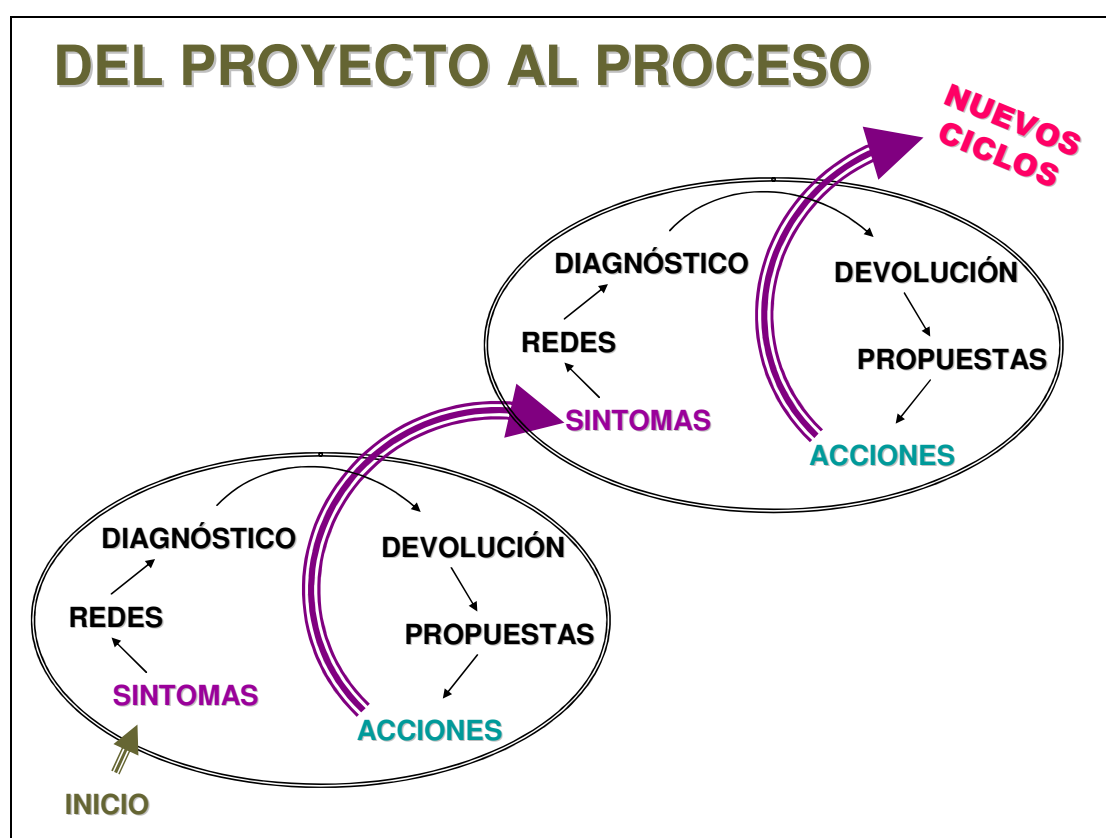 DEL PROYECTO AL PROCESO
NUEVOS
CICLOS
DIAGNÓSTICO
DEVOLUCIÓN
REDES
PROPUESTAS
SINTOMAS
ACCIONES
DIAGNÓSTICO
DEVOLUCIÓN
REDES
PROPUESTAS
SINTOMAS
ACCIONES
INICIO